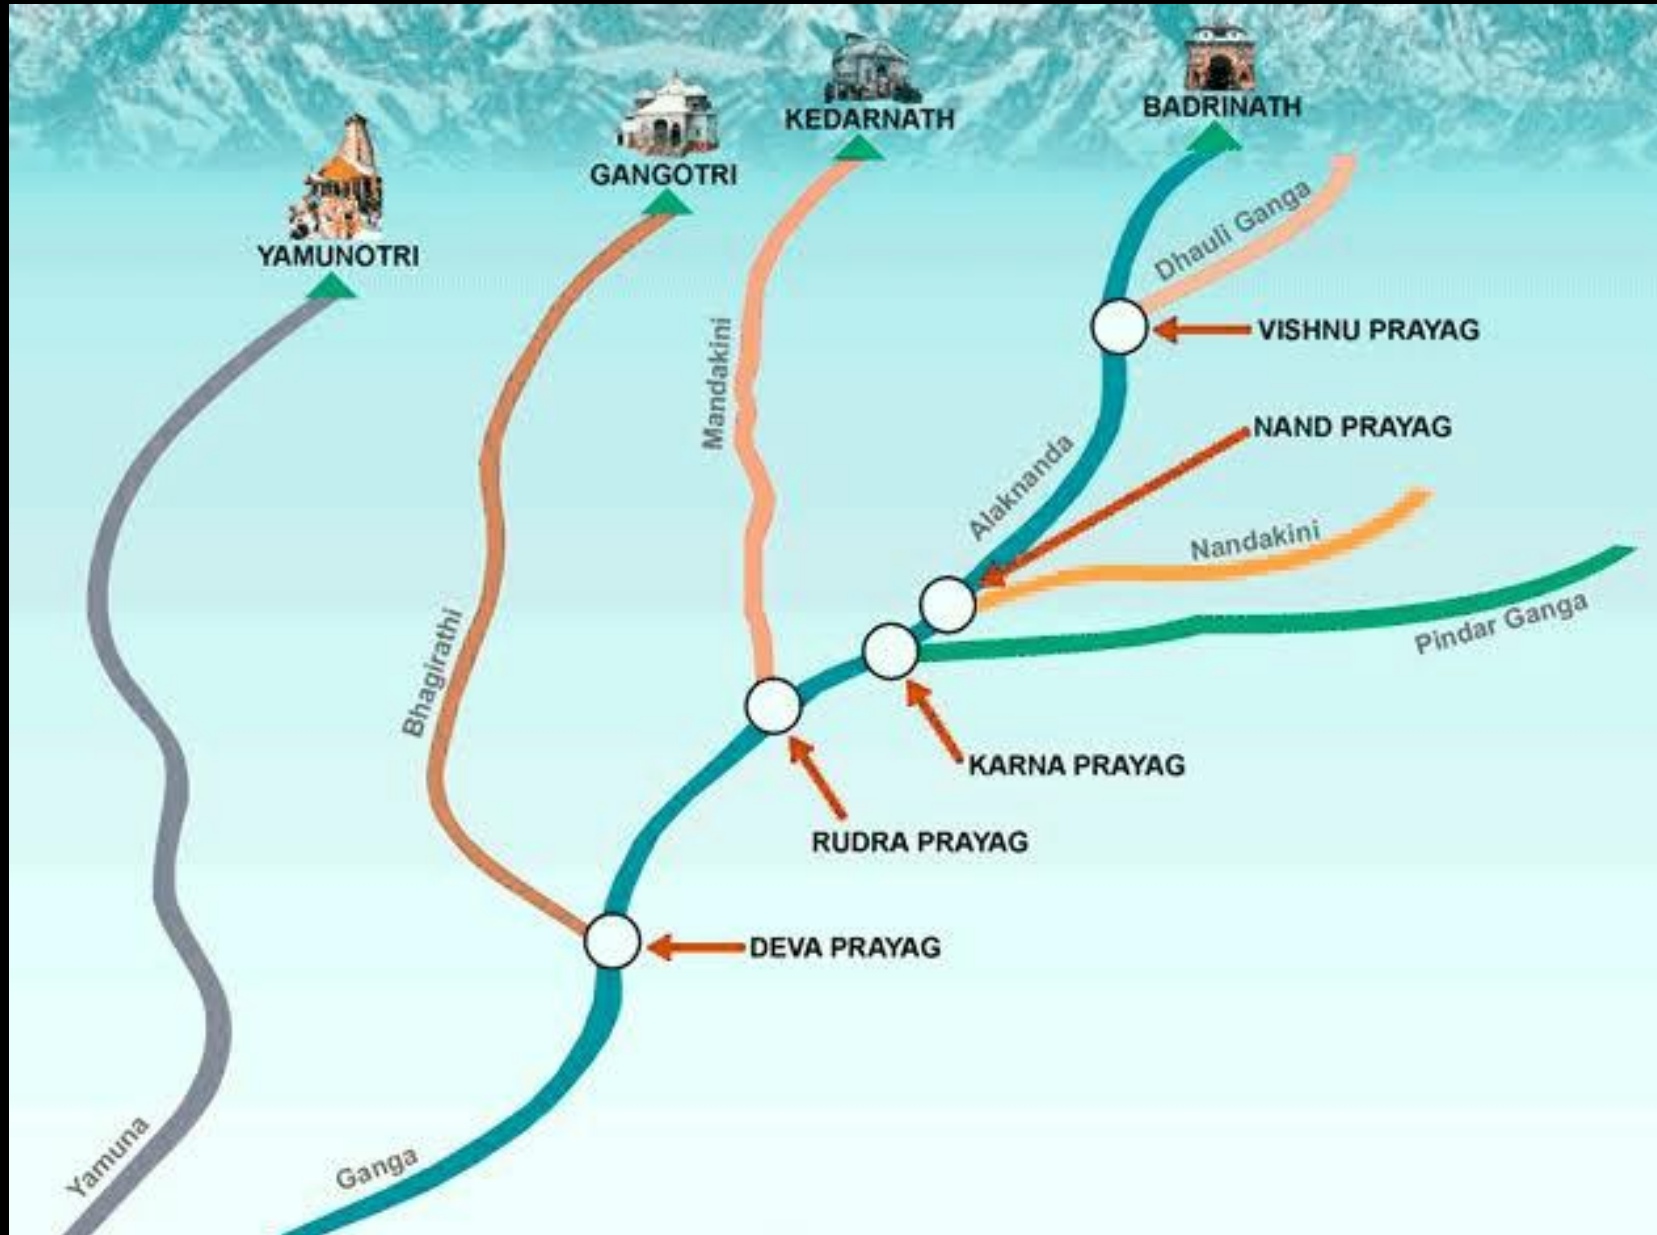 BADRINATH
KEDARNATH
GANGOTRI
YAMUNOTRI
Dhauli Ganga
VISHNU PRAYAG
Mandakini
NAND PRAYAG
Alaknanda
Nandakini
Pindar Ganga
Bhagirathi
KARNA PRAYAG
RUDRA PRAYAG
DEVA PRAYAG
Yamuna
Ganga